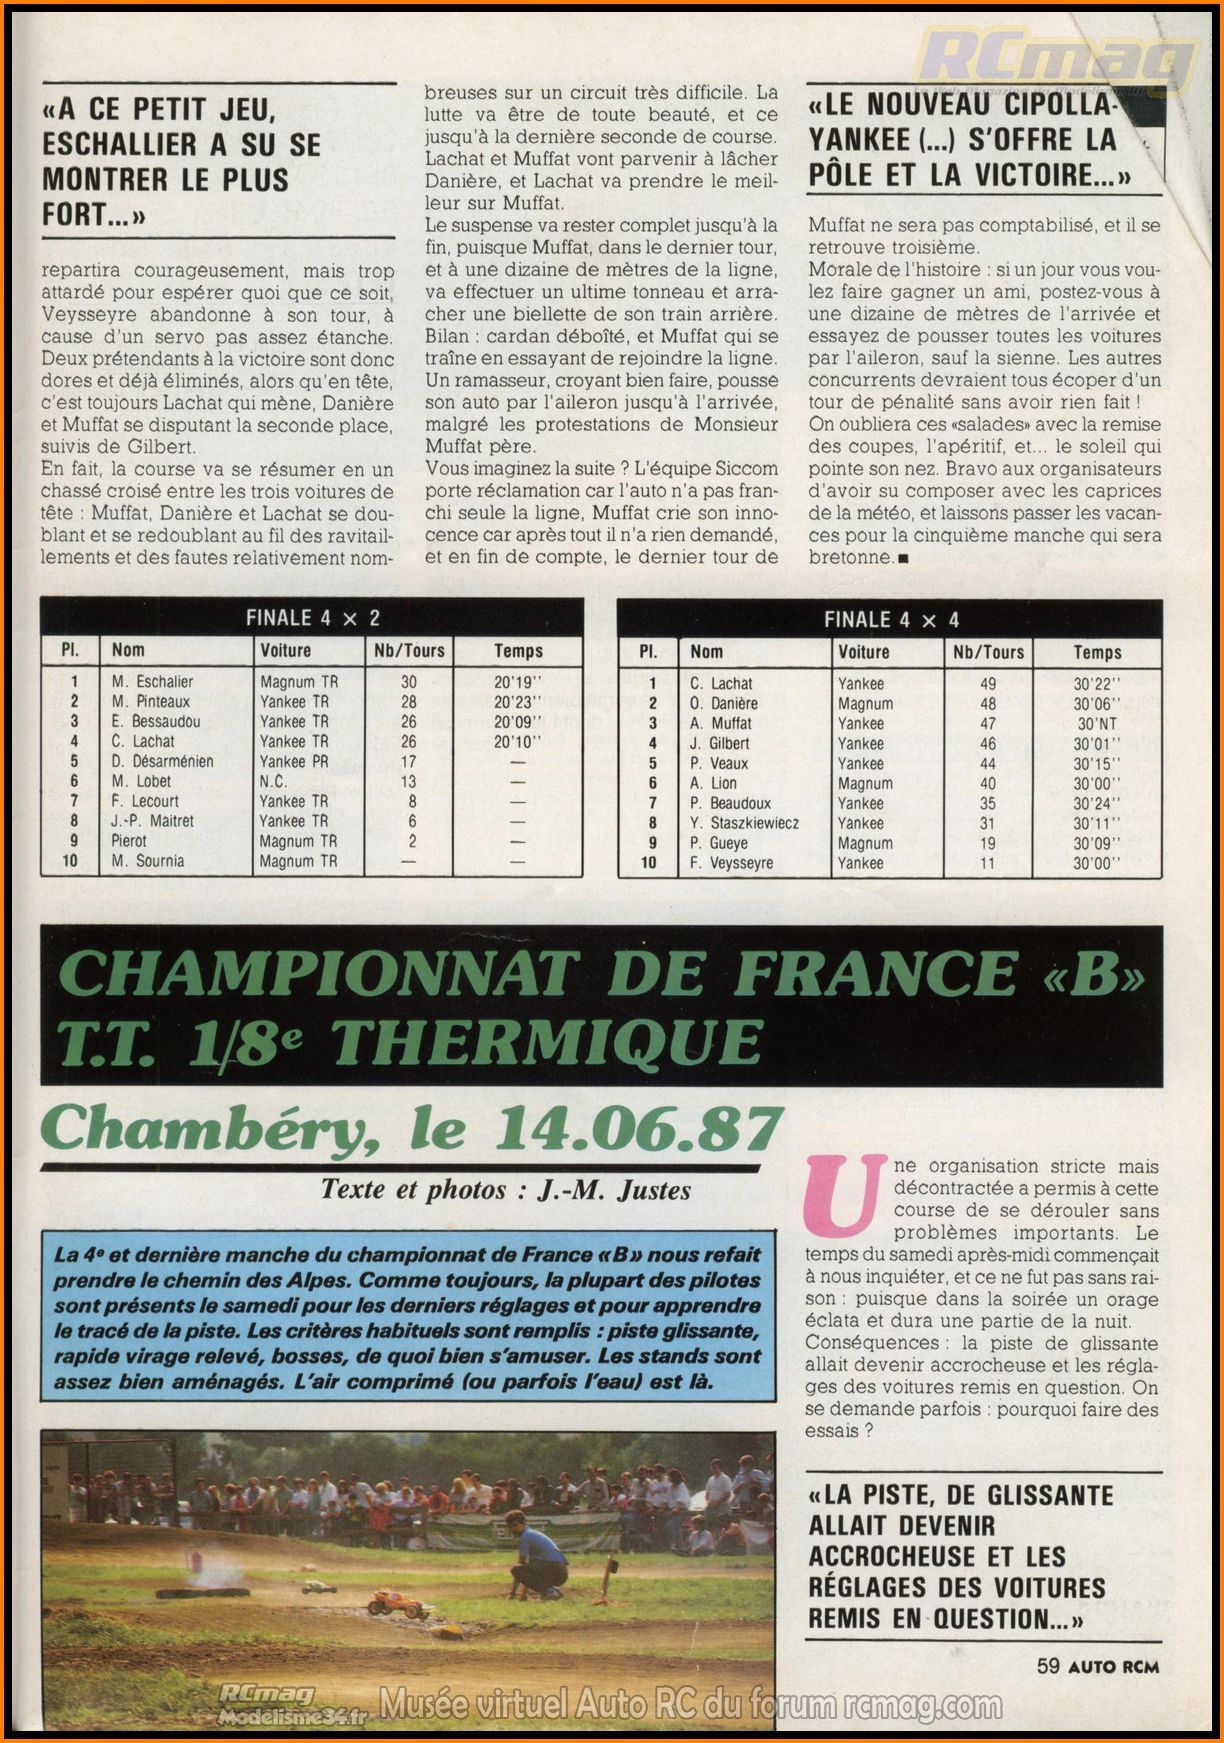 RCmag
«A CE PETIT JEU,
ESCHALLIER A SU SE
MONTRER LE PLUS
FORT...»
repartira courageusement, mais trop
attardé pour espérer quoi que ce soit,
Veysseyre abandonne à son tour, à
cause d'un servo pas assez étanche.
Deux prétendants à la victoire sont donc
dores et déjà éliminés, alors qu'en tête,
c'est toujours Lachat qui mène, Danière
et Muffat se disputant la seconde place,
suivis de Gilbert.
En fait, la course va se résumer en un
chassé croisé entre les trois voitures de
tête : Muffat, Danière et Lachat se dou-
blant et se redoublant au fil des ravitail-
lements et des fautes relativement nom-
breuses sur un circuit très difficile. La
lutte va être de toute beauté, et ce
jusqu'à la dernière seconde de course.
Lachat et Muffat vont parvenir à lâcher
Danière, et Lachat va prendre le meil-
leur sur Muffat.
Le suspense va rester complet jusqu'à la
fin, puisque Muffat, dans le dernier tour,
et à une dizaine de mètres de la ligne,
va effectuer un ultime tonneau et arra-
cher une biellette de son train arrière.
Bilan : cardan déboîté, et Muffat qui se
traîne en essayant de rejoindre la ligne.
Un ramasseur, croyant bien faire, pousse
son auto par l'aileron jusqu'à l'arrivée,
malgré les protestations de Monsieur
Muffat père.
Vous imaginez la suite ? L'équipe Siccom
porte réclamation car l'auto n'a pas fran-
chi seule la ligne, Muffat crie son inno-
cence car après tout il n'a rien demandé,
et en fin de compte, le dernier tour de
«LE NOUVEAU CIPOLLA-
YANKEE (...) S'OFFRE LA
PÔLE ET LA VICTOIRE...»
Muffat ne sera pas comptabilisé, et il se
retrouve troisième.
Morale de l'histoire : si un jour vous vou-
lez faire gagner un ami, postez-vous à
une dizaine de mètres de l'arrivée et
essayez de pousser toutes les voitures
par l'aileron, sauf la sienne. Les autres
concurrents devraient tous écoper d'un
tour de pénalité sans avoir rien fait !
On oubliera ces «salades» avec la remise
des coupes, l'apéritif, et... le soleil qui
pointe son nez. Bravo aux organisateurs
d'avoir su composer avec les caprices
de la météo, et laissons passer les vacan-
ces pour la cinquième manche qui sera
bretonne.■
FINALE 4 × 2
Pl. Nom Voiture Nb/Tours Temps
1 M. Eschalier Magnum TR 30 20'19''
2 M. Pinteaux Yankee TR 28 20'23''
3 E. Bessaudou Yankee TR 26 20'09''
4 C. Lachat Yankee TR 26 20'10''
5 D. Désarménien Yankee PR 17 —
6 M. Lobet N.C. 13 —
7 F. Lecourt Yankee TR 8 —
8 J.-P. Maitret Yankee TR 6 —
9 Pierot Magnum TR 2 —
10 M. Sournia Magnum TR — —
FINALE 4 × 4
Pl. Nom Voiture Nb/Tours Temps
1 C. Lachat Yankee 49 30'22''
2 O. Danière Magnum 48 30'06''
3 A. Muffat Yankee 47 30'NT
4 J. Gilbert Yankee 46 30'01''
5 P. Veaux Yankee 44 30'15''
6 A. Lion Magnum 40 30'00''
7 P. Beaudoux Yankee 35 30'24''
8 Y. Staszkiewiecz Yankee 31 30'11''
9 P. Gueye Magnum 19 30'09''
10 F. Veysseyre Yankee 11 30'00''
CHAMPIONNAT DE FRANCE «B»
T.T. 1/8e THERMIQUE
Chambéry, le 14.06.87
Texte et photos : J.-M. Justes
La 4e et dernière manche du championnat de France «B» nous refait
prendre le chemin des Alpes. Comme toujours, la plupart des pilotes
sont présents le samedi pour les derniers réglages et pour apprendre
le tracé de la piste. Les critères habituels sont remplis : piste glissante,
rapide virage relevé, bosses, de quoi bien s'amuser. Les stands sont
assez bien aménagés. L'air comprimé (ou parfois l'eau) est là.
Une organisation stricte mais
décontractée a permis à cette
course de se dérouler sans
problèmes importants. Le
temps du samedi après-midi commençait
à nous inquiéter, et ce ne fut pas sans rai-
son : puisque dans la soirée un orage
éclata et dura une partie de la nuit.
Conséquences : la piste de glissante
allait devenir accrocheuse et les régla-
ges des voitures remis en question. On
se demande parfois : pourquoi faire des
essais ?
«LA PISTE, DE GLISSANTE
ALLAIT DEVENIR
ACCROCHEUSE ET LES
RÉGLAGES DES VOITURES
REMIS EN QUESTION...»
59 AUTO RCM
RCmag
Modelisme34.fr
Musée virtuel Auto RC du forum rcmag.com